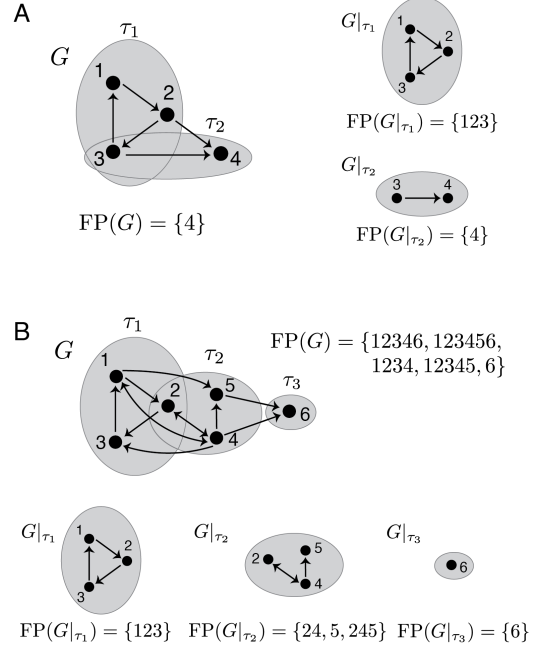 A
G
τ₁
1
2
3
τ₂
4
FP(G) = {4}
G|τ₁
1
2
3
FP(G|τ₁) = {123}
G|τ₂
3 4
FP(G|τ₂) = {4}
B
G
τ₁
τ₂
τ₃
1
2
3
5
4
6
FP(G) = {12346, 123456,
1234, 12345, 6}
G|τ₁
1
2
3
FP(G|τ₁) = {123}
G|τ₂
2
5
4
FP(G|τ₂) = {24, 5, 245}
G|τ₃
6
FP(G|τ₃) = {6}